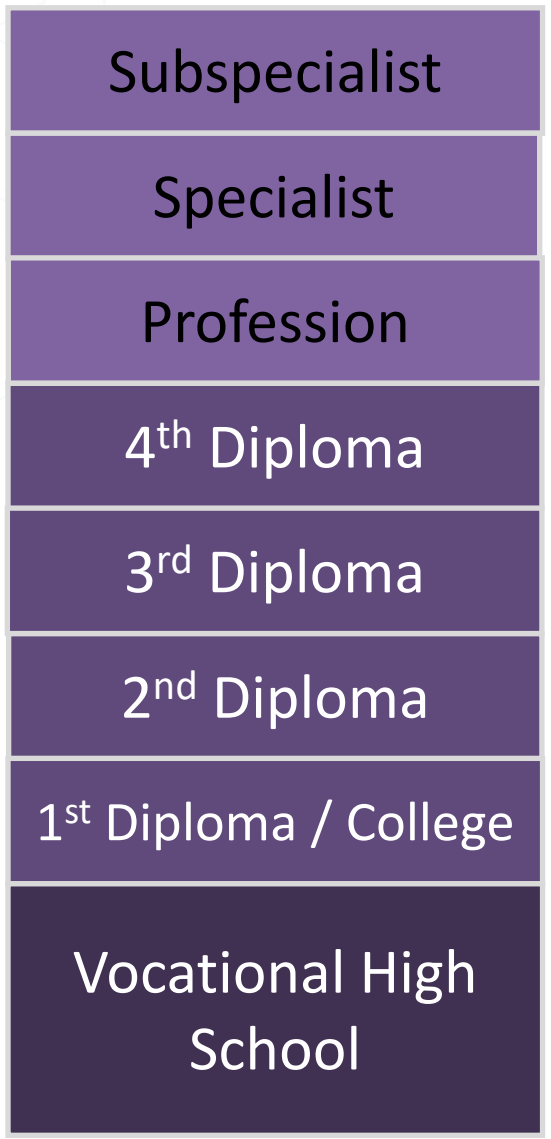 Subspecialist
Specialist
Profession
4th Diploma
3rd Diploma
2nd Diploma
1st Diploma / College
Vocational High
School